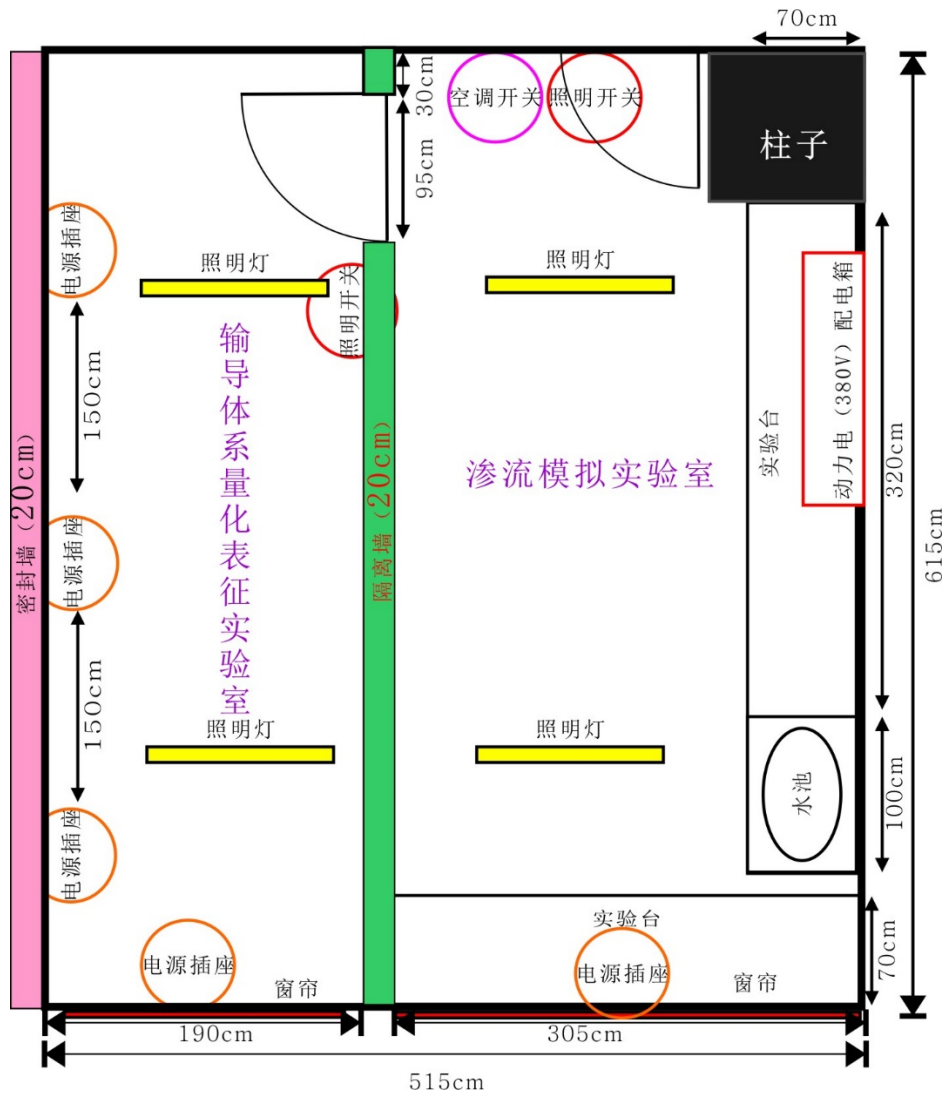 70cm
30cm
空调开关
照明开关
柱子
95cm
电源插座
照明灯
照明开关
照明灯
动力电（380V）配电箱
实验台
320cm
615cm
150cm
输导体系量化表征实验室
渗流模拟实验室
密封墙（20cm）
隔离墙（20cm）
电源插座
150cm
照明灯
照明灯
水池
100cm
电源插座
实验台
电源插座
窗帘
电源插座
窗帘
70cm
190cm
305cm
515cm